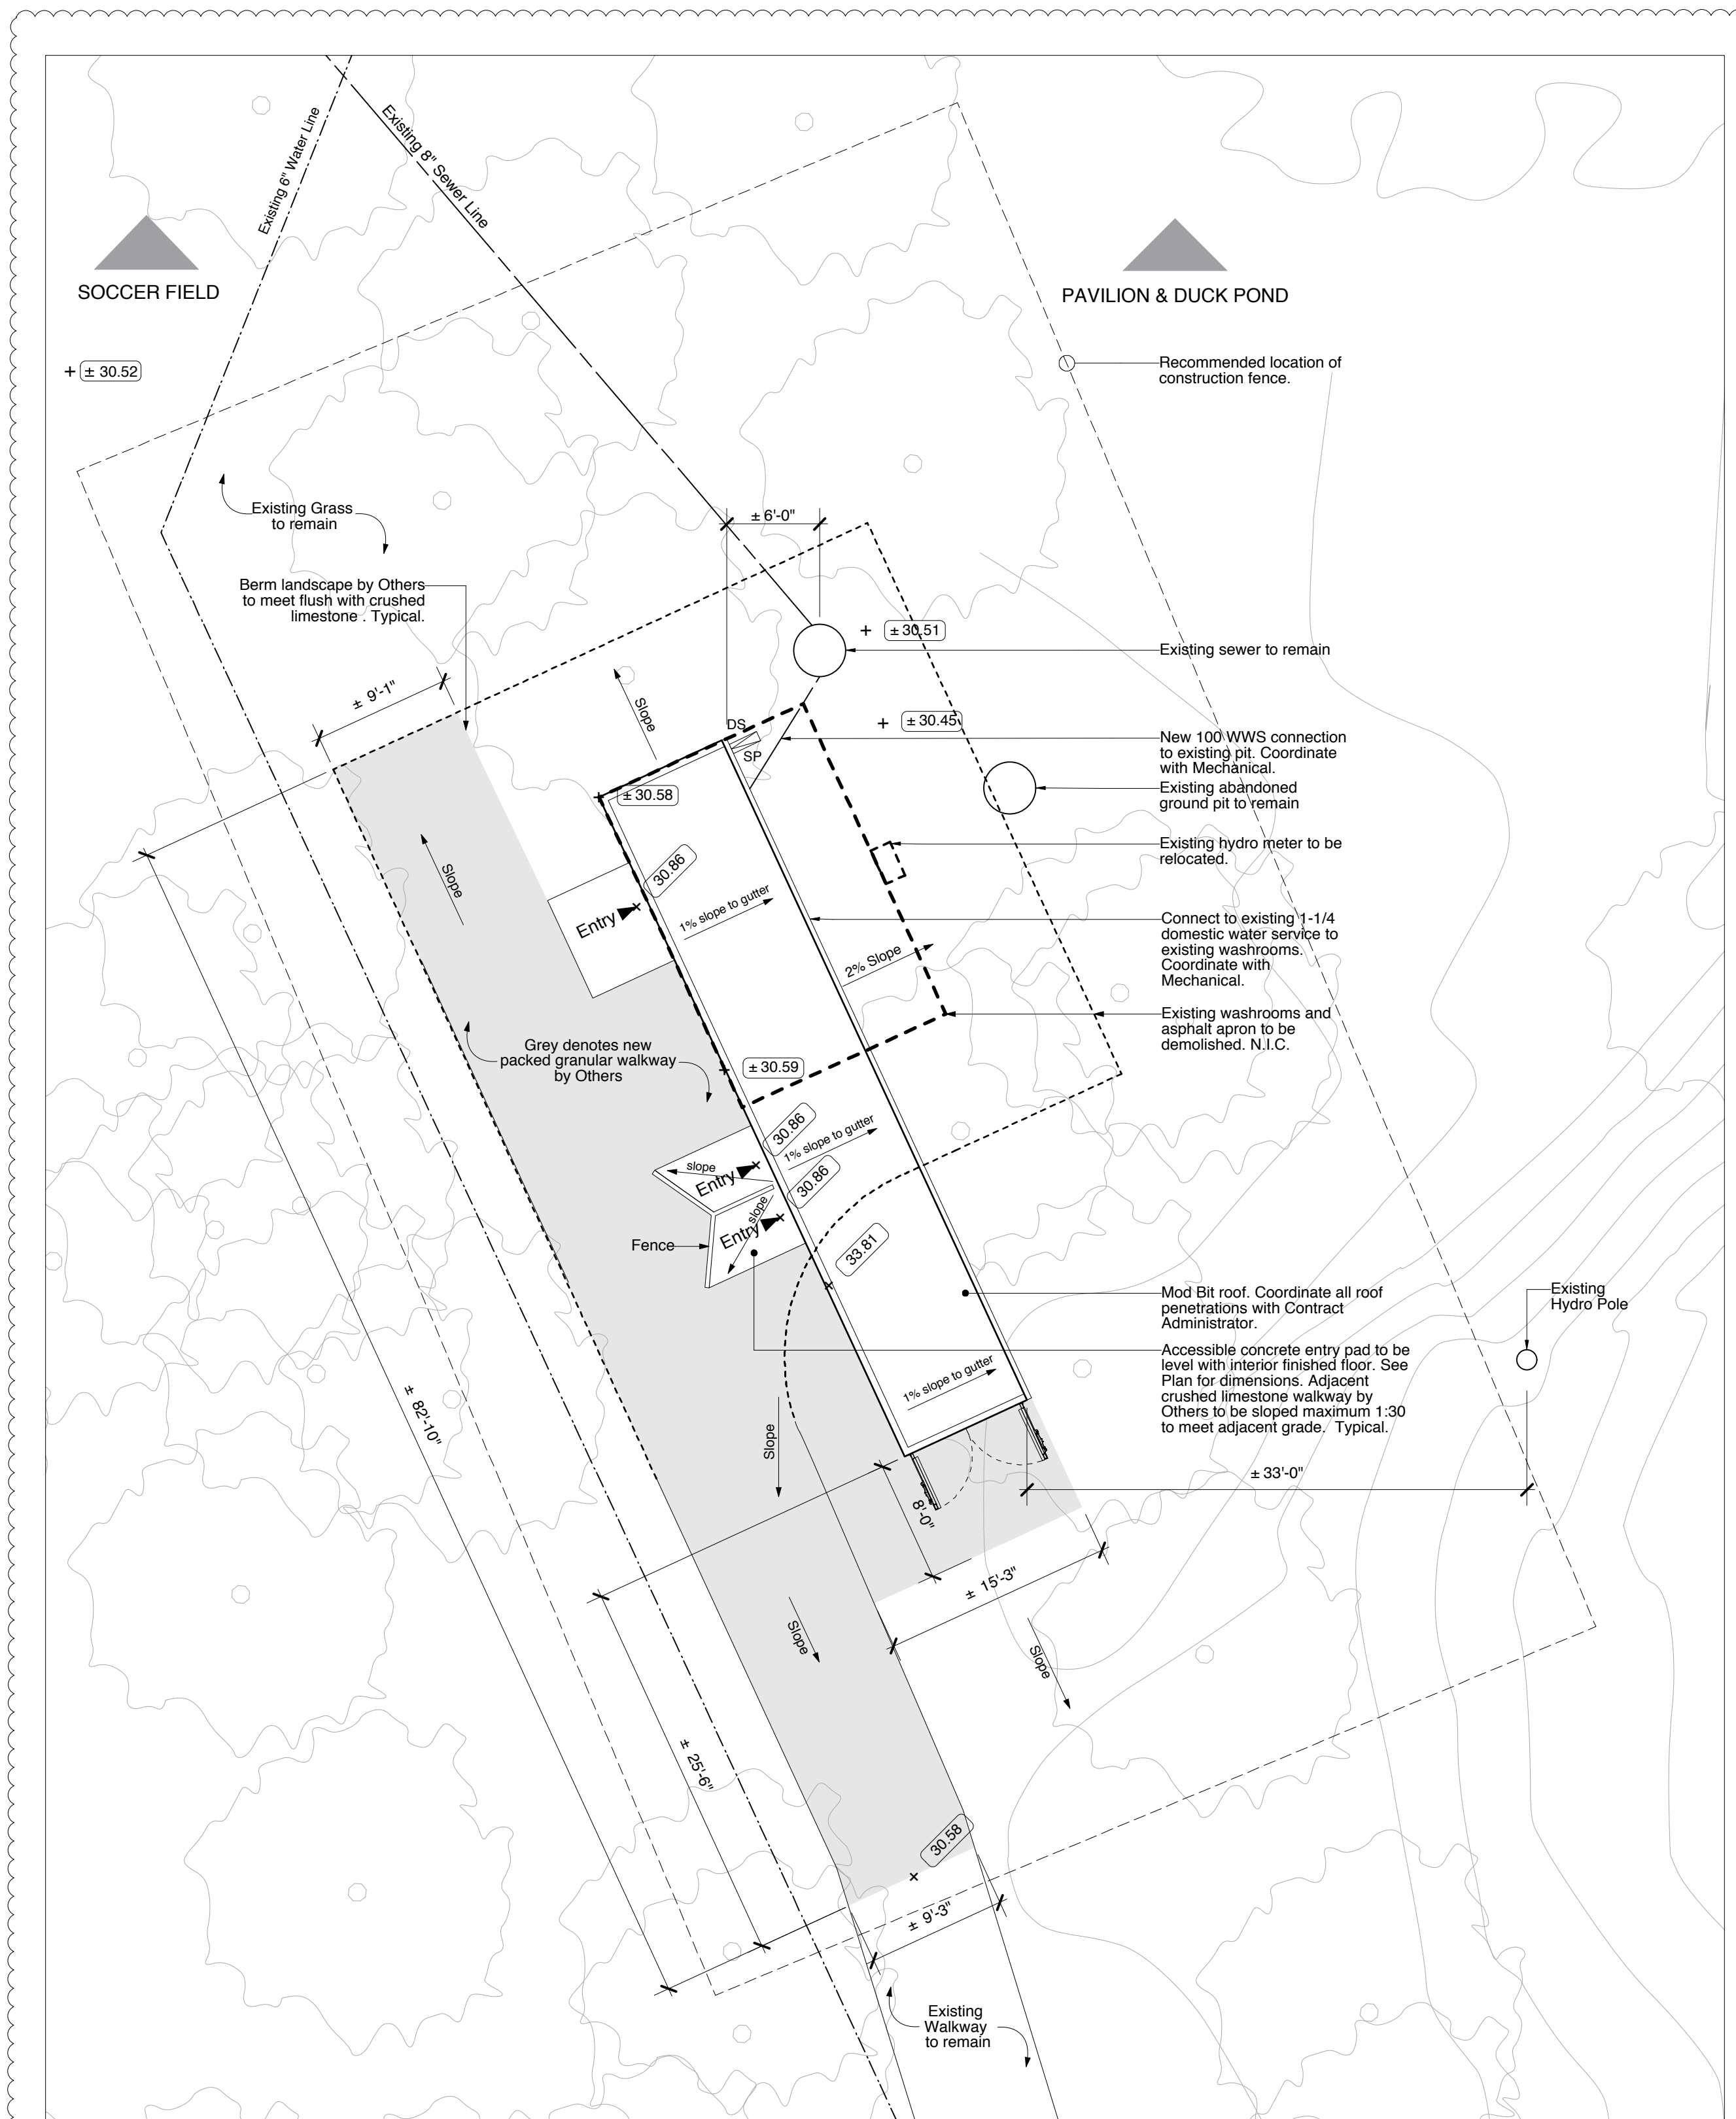 Existing 6" Water Line
Existing 8" Sewer Line
SOCCER FIELD
PAVILION & DUCK POND
± 30.52
Recommended location of
construction fence.
Existing Grass
to remain
± 6'-0"
Berm landscape by Others
to meet flush with crushed
limestone . Typical.
± 30.51
Existing sewer to remain
± 9'-1"
Slope
DS
SP
± 30.45
New 100 WWS connection
to existing pit. Coordinate
with Mechanical.
± 30.58
Existing abandoned
ground pit to remain
Existing hydro meter to be
relocated.
Slope
30.86
Entry
1% slope to gutter
Connect to existing 1-1/4
domestic water service to
existing washrooms.
Coordinate with
Mechanical.
2% Slope
Existing washrooms and
asphalt apron to be
demolished. N.I.C.
Grey denotes new
packed granular walkway
by Others
± 30.59
30.86
1% slope to gutter
slope
Entry
30.86
slope
Entry
Fence
33.81
Mod Bit roof. Coordinate all roof
penetrations with Contract
Administrator.
Existing
Hydro Pole
Accessible concrete entry pad to be
level with interior finished floor. See
Plan for dimensions. Adjacent
crushed limestone walkway by
Others to be sloped maximum 1:30
to meet adjacent grade.  Typical.
1% slope to gutter
± 82'-10"
Slope
± 33'-0"
8'-0"
± 15'-3"
Slope
Slope
± 25'-6"
30.58
± 9'-3"
Existing
Walkway
to remain